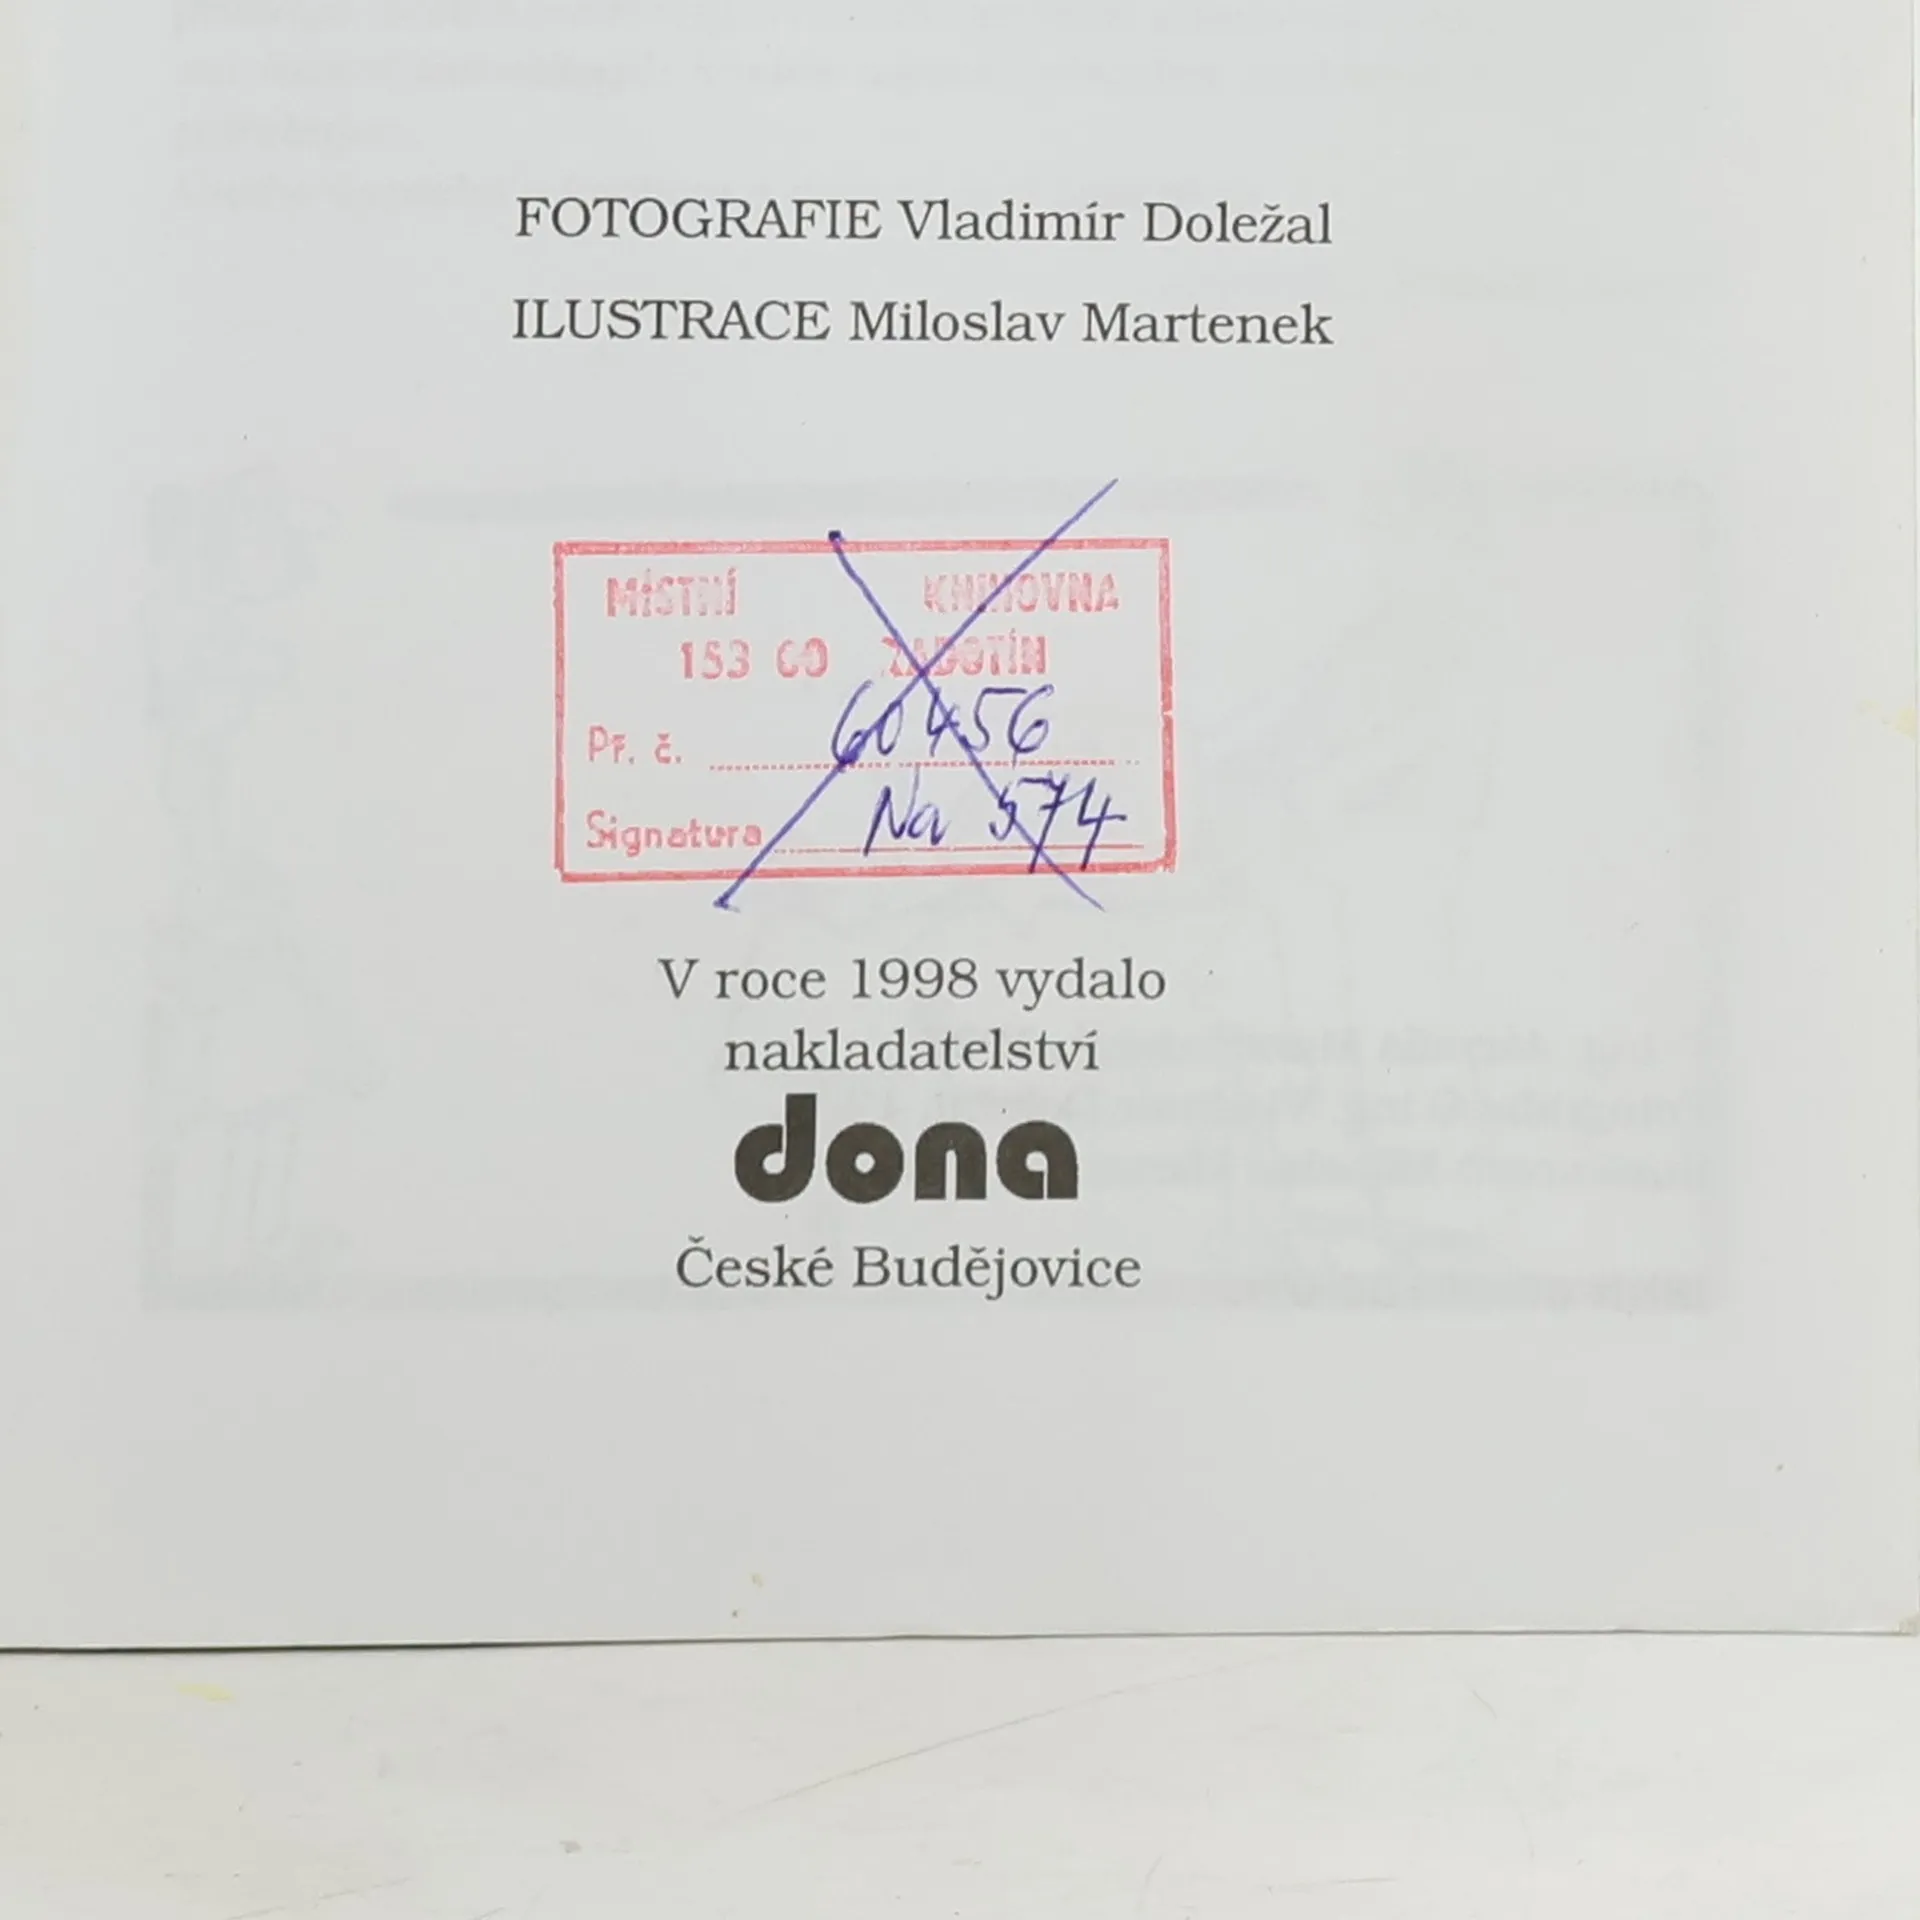 FOTOGRAFIE Vladimír Doležal
ILUSTRACE Miloslav Martenek
MÍSTNÍ KNIHOVNA
153 00
Př. č. 60456
Signatura Na 574
V roce 1998 vydalo
nakladatelství
dona
České Budějovice